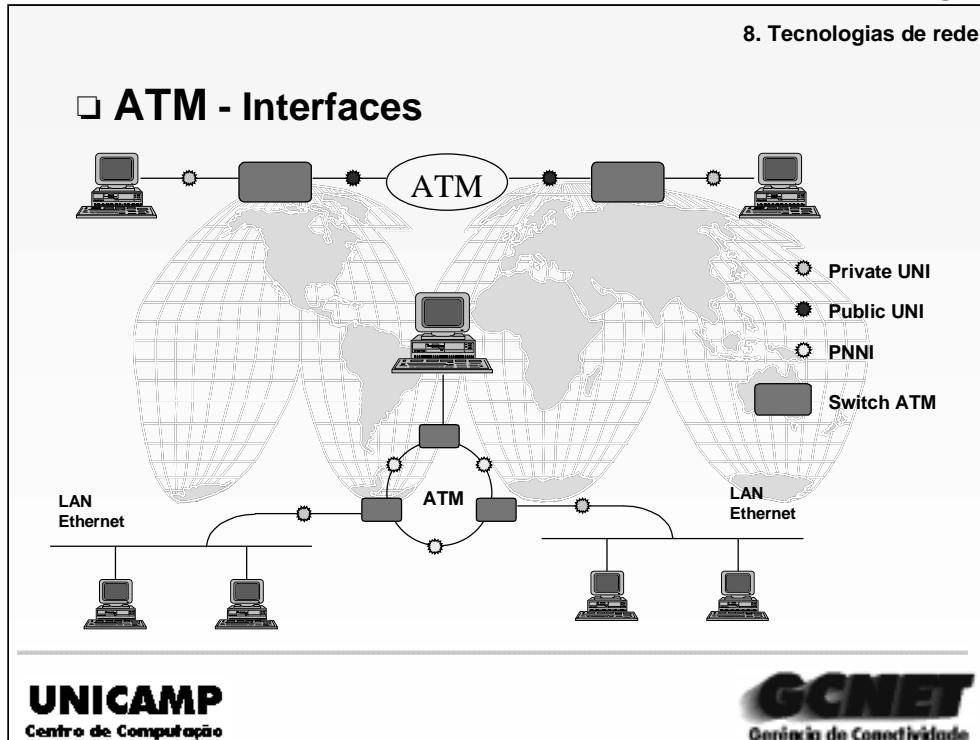 8. Tecnologias de rede
❏ ATM - Interfaces
ATM
Private UNI
Public UNI
PNNI
Switch ATM
LAN
Ethernet
ATM
LAN
Ethernet
UNICAMP
Centro de Computação
GCNET
Gerência de Conectividade